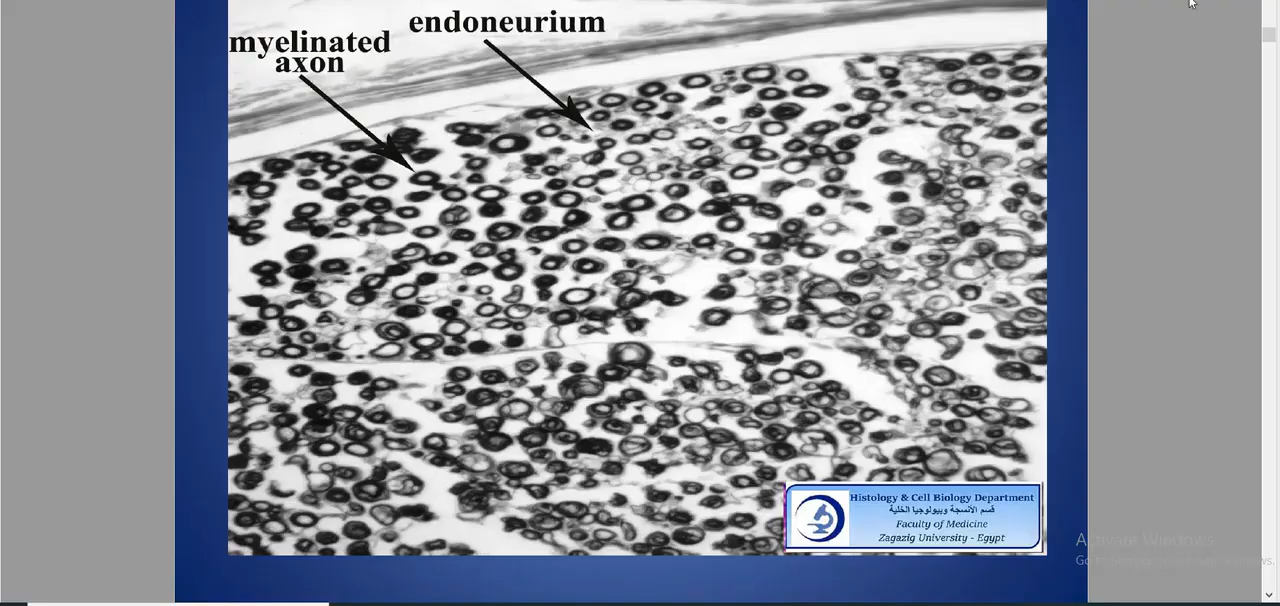 endoneurium
myelinated
axon
Histology & Cell Biology Department
قسم الأنسجة وبيولوجيا الخلية
Faculty of Medicine
Zagazig University - Egypt
Activate Windows